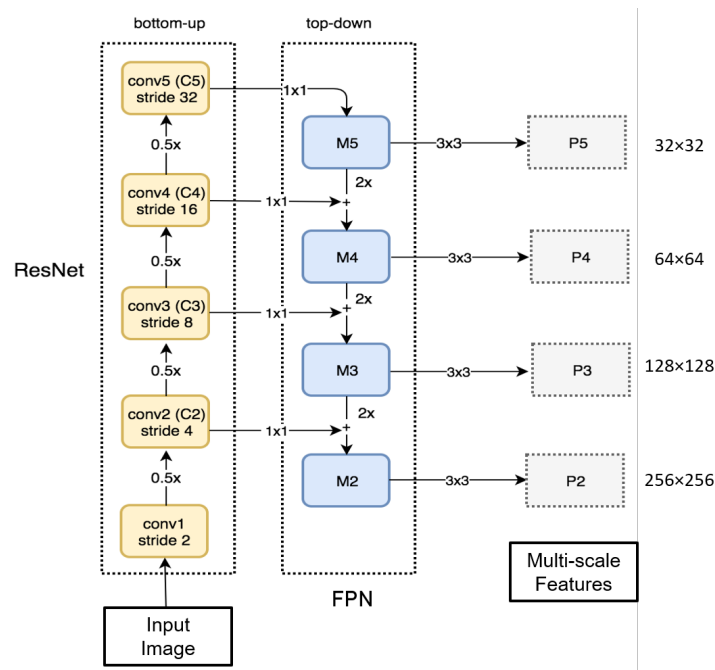 bottom-up
top-down
conv5 (C5)
stride 32
1x1
0.5x
M5
3x3
P5
32×32
2x
conv4 (C4)
stride 16
1x1
+
0.5x
M4
3x3
P4
64×64
ResNet
2x
conv3 (C3)
stride 8
1x1
+
0.5x
M3
3x3
P3
128×128
2x
conv2 (C2)
stride 4
1x1
+
0.5x
M2
3x3
P2
256×256
conv1
stride 2
Multi-scale
Features
FPN
Input
Image